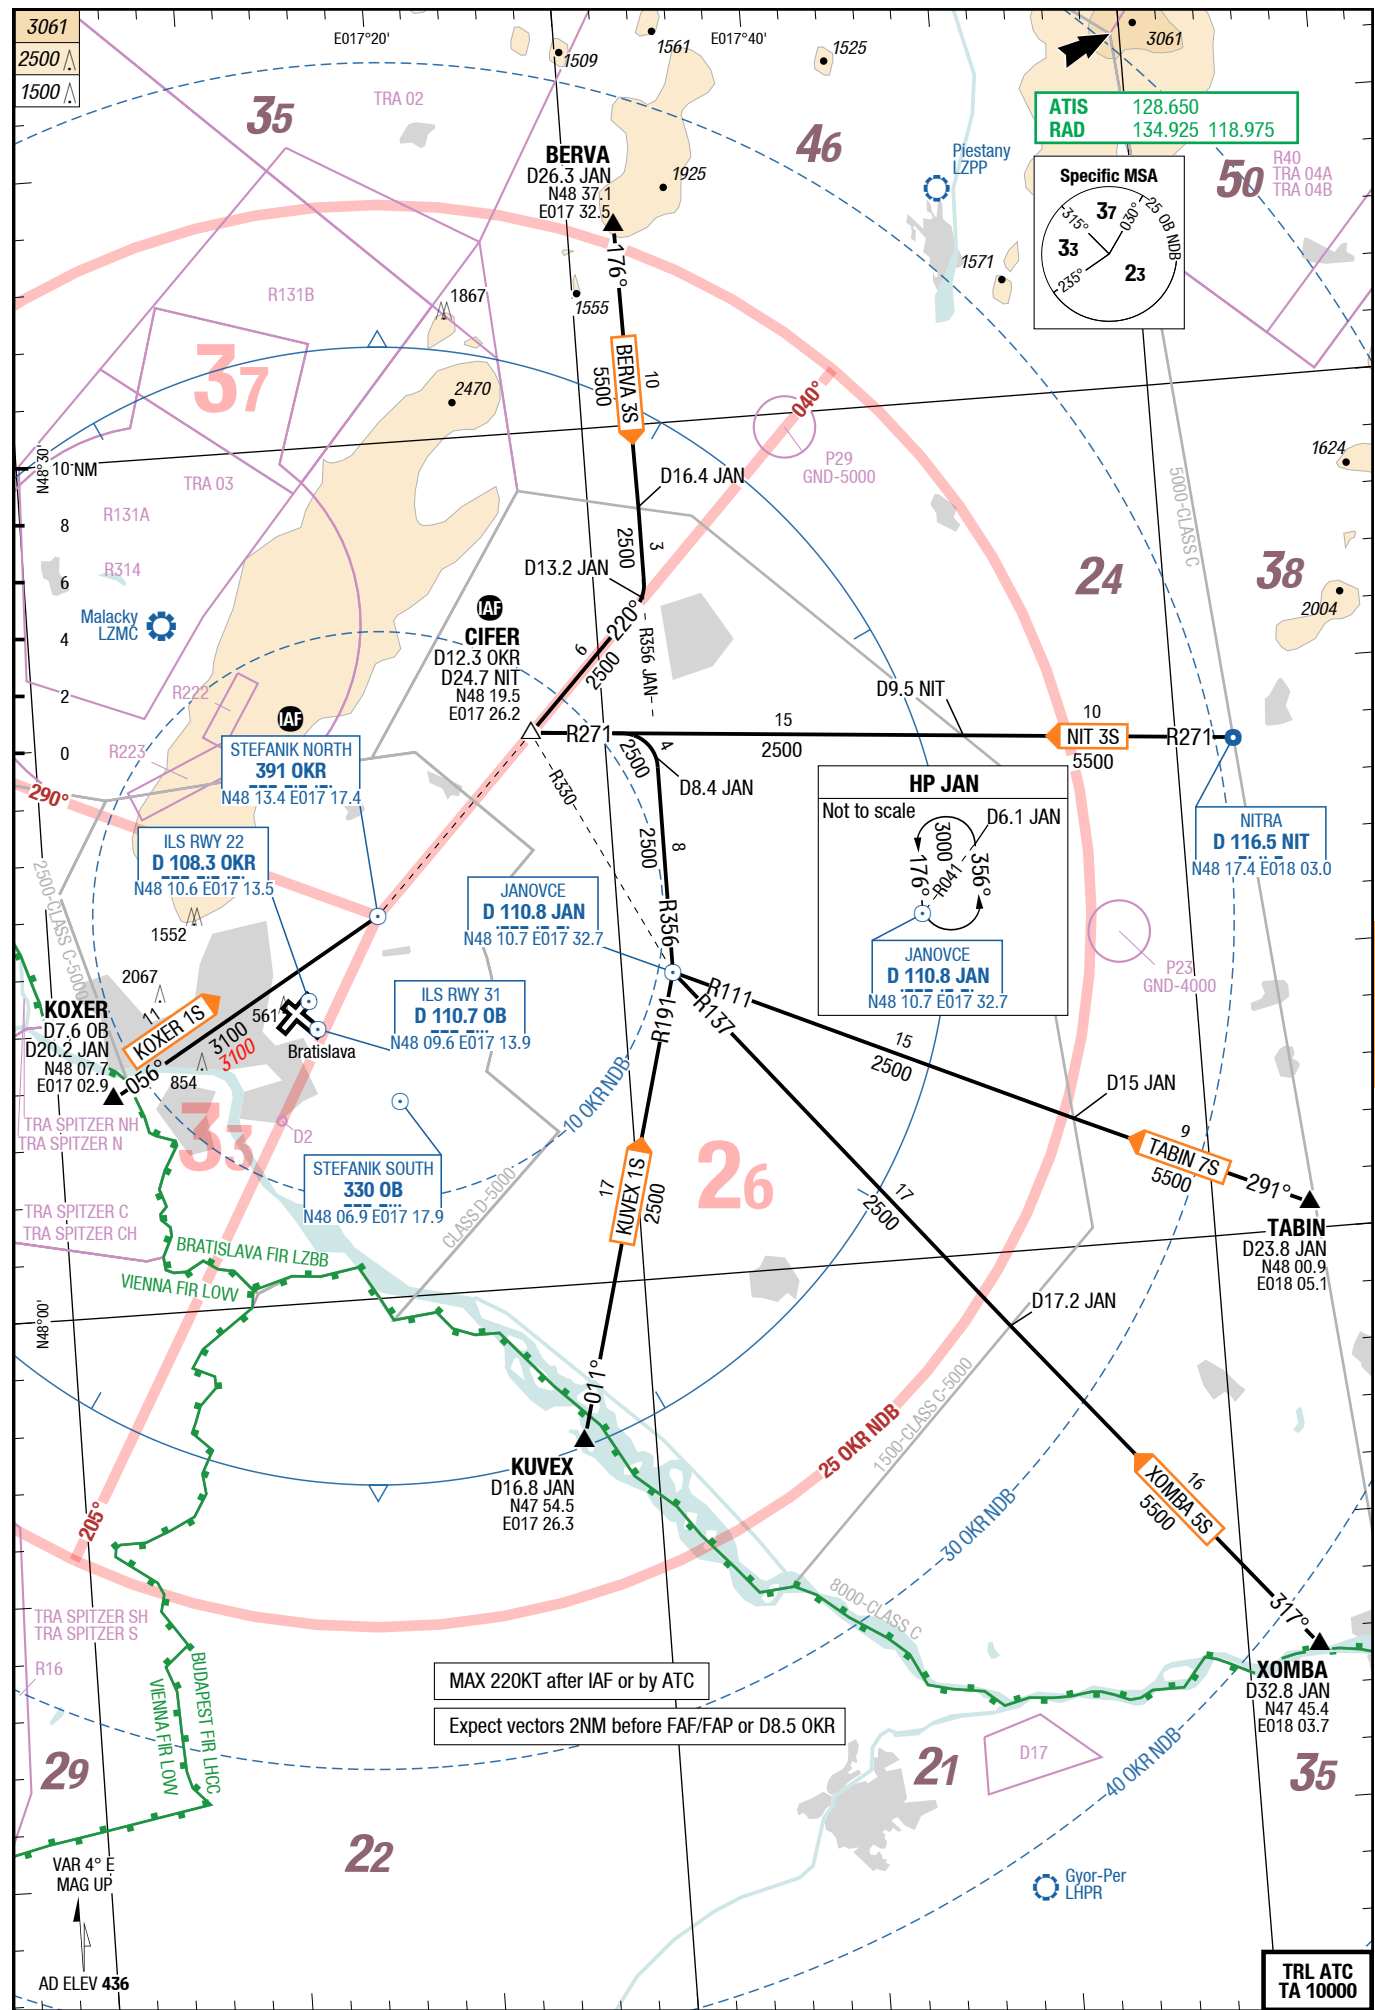 3061
2500
1500
E017°20'
E017°40'
1509
1561
1525
3061
35
TRA 02
46
ATIS 128.650
RAD 134.925 118.975
BERVA
D26.3 JAN
N48 37.1
E017 32.5
1925
Piestany
LZPP
50
R40
TRA 04A
TRA 04B
Specific MSA
315°
37
030°
25 OB NDB
33
23
235°
176°
1571
R131B
1867
1555
37
2470
BERVA 3S
10
5500
040°
P29
GND-5000
1624
N48°30'
10 NM
8
6
4
2
0
TRA 03
R131A
R314
D16.4 JAN
5000-CLASS C
3
2500
D13.2 JAN
24
38
2004
Malacky
LZMC
IAF
CIFER
D12.3 OKR
D24.7 NIT
N48 19.5
E017 26.2
220°
6
2500
R356 JAN
R222
R223
IAF
STEFANIK NORTH
391 OKR
N48 13.4 E017 17.4
D9.5 NIT
R271
15
2500
10
NIT 3S
5500
R271
4
2500
D8.4 JAN
R330
290°
HP JAN
Not to scale
D6.1 JAN
3000
176°
R041
356°
JANOVCE
D 110.8 JAN
N48 10.7 E017 32.7
NITRA
D 116.5 NIT
N48 17.4 E018 03.0
ILS RWY 22
D 108.3 OKR
N48 10.6 E017 13.5
8
2500
R356
JANOVCE
D 110.8 JAN
N48 10.7 E017 32.7
2500-CLASS C-5000
1552
2067
P23
GND-4000
KOXER
D7.6 OB
D20.2 JAN
N48 07.7
E017 02.9
11
KOXER 1S
3100
3100
056°
561
854
Bratislava
ILS RWY 31
D 110.7 OB
N48 09.6 E017 13.9
R191
R137
R111
15
2500
D15 JAN
10 OKR NDB
TRA SPITZER NH
TRA SPITZER N
33
D2
STEFANIK SOUTH
330 OB
N48 06.9 E017 17.9
9
TABIN 7S
5500
291°
TABIN
D23.8 JAN
N48 00.9
E018 05.1
17
KUVEX 1S
2500
26
17
2500
TRA SPITZER C
TRA SPITZER CH
CLASS D-5000
BRATISLAVA FIR LZBB
VIENNA FIR LOW
N48°00'
D17.2 JAN
011°
KUVEX
D16.8 JAN
N47 54.5
E017 26.3
25 OKR NDB
1500-CLASS C-5000
205°
30 OKR NDB
16
XOMBA 5S
5500
317°
8000-CLASS C
TRA SPITZER SH
TRA SPITZER S
R16
BUDAPEST FIR LHCC
VIENNA FIR LOW
MAX 220KT after IAF or by ATC
Expect vectors 2NM before FAF/FAP or D8.5 OKR
XOMBA
D32.8 JAN
N47 45.4
E018 03.7
29
21
D17
40 OKR NDB
35
22
VAR 4° E
MAG UP
Gyor-Per
LHPR
AD ELEV 436
TRL ATC
TA 10000